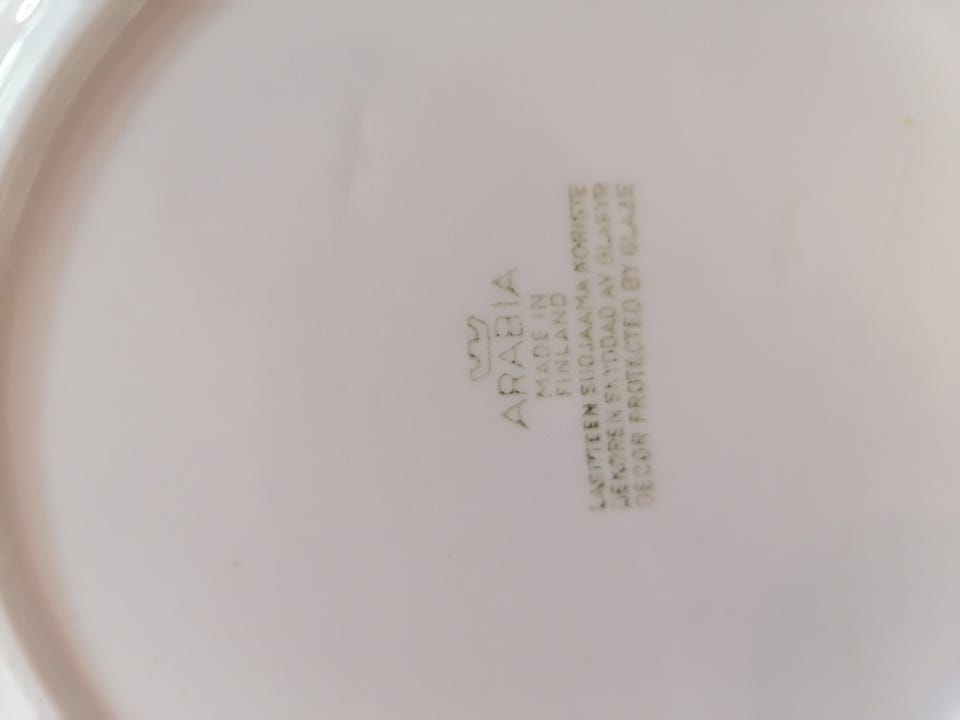 ARABIA
MADE IN
FINLAND
LASITTEEN SUOJAAMA KORISTE
DEKOREN SKYDDAD AV GLASYR
DECOR PROTECTED BY GLAZE